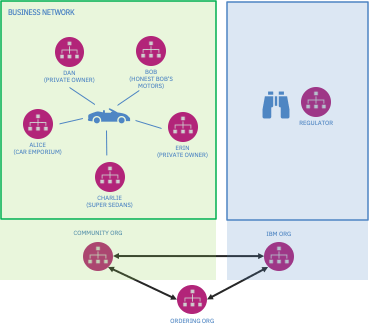 BUSINESS NETWORK
DAN
(PRIVATE OWNER)
BOB
(HONEST BOB'S
MOTORS)
ALICE
(CAR EMPORIUM)
ERIN
(PRIVATE OWNER)
CHARLIE
(SUPER SEDANS)
REGULATOR
COMMUNITY ORG
IBM ORG
ORDERING ORG